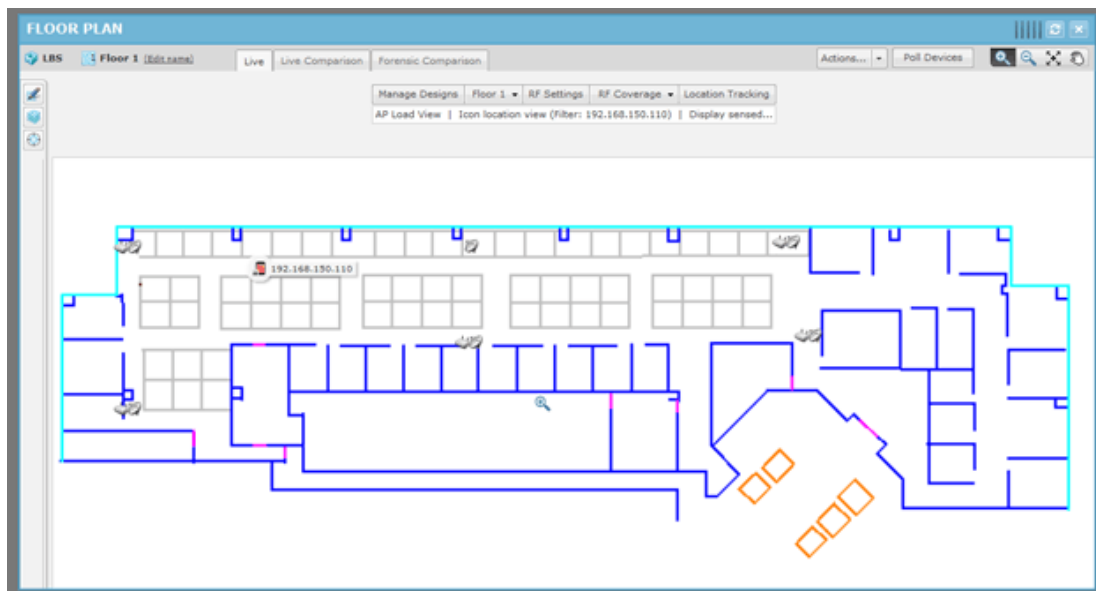 FLOOR PLAN
LBS Floor 1 (Edit name) Live Live Comparison Forensic Comparison Actions... Poll Devices
Manage Designs Floor 1 RF Settings RF Coverage Location Tracking
AP Load View | Icon location view (Filter: 192.168.150.110) | Display sensed...
192.168.150.110